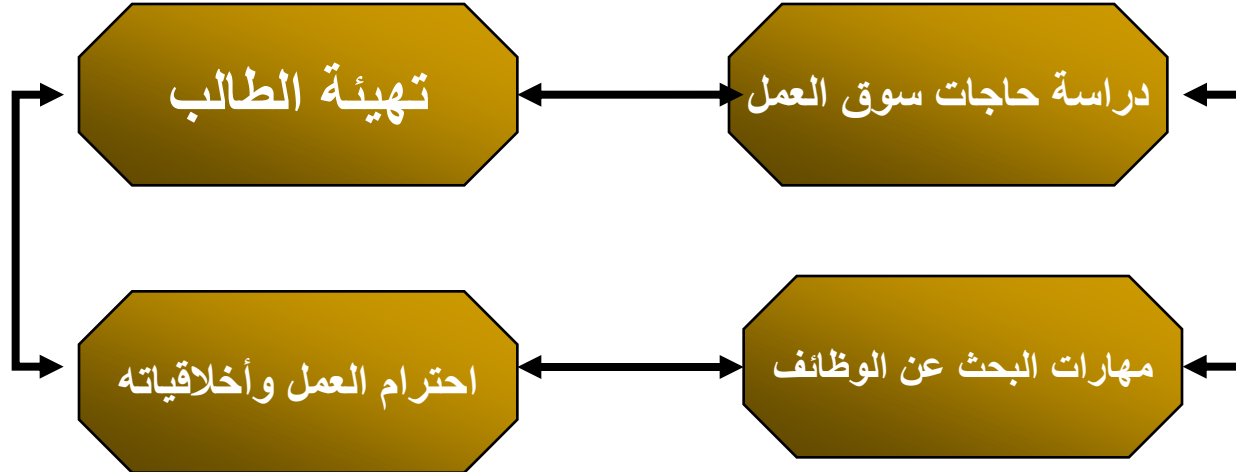 دراسة حاجات سوق العمل
تهيئة الطالب
مهارات البحث عن الوظائف
احترام العمل وأخلاقياته